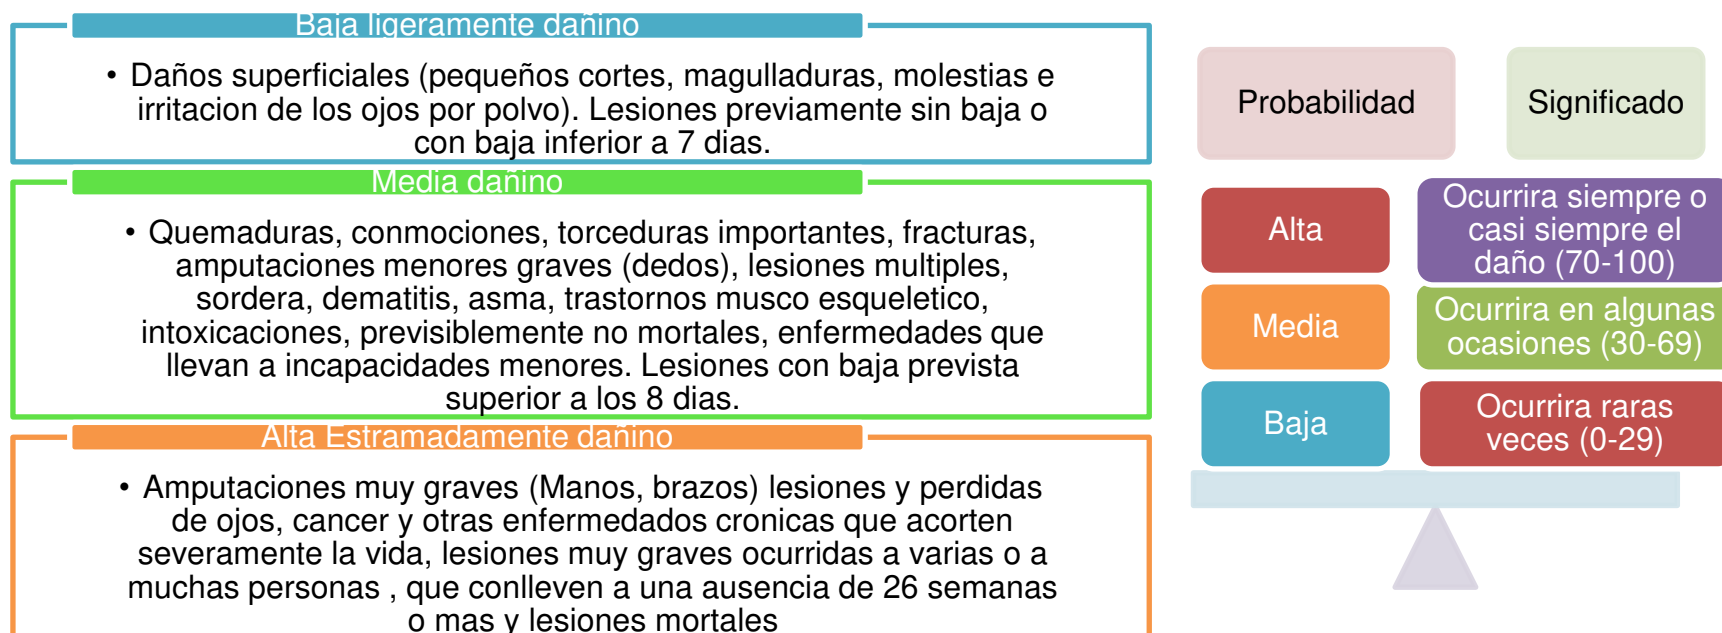 Baja ligeramente dañino
• Daños superficiales (pequeños cortes, magulladuras, molestias e
irritacion de los ojos por polvo). Lesiones previamente sin baja o
con baja inferior a 7 dias.
Media dañino
• Quemaduras, conmociones, torceduras importantes, fracturas,
amputaciones menores graves (dedos), lesiones multiples,
sordera, dematitis, asma, trastornos musco esqueletico,
intoxicaciones, previsiblemente no mortales, enfermedades que
llevan a incapacidades menores. Lesiones con baja prevista
superior a los 8 dias.
Alta Estramadamente dañino
• Amputaciones muy graves (Manos, brazos) lesiones y perdidas
de ojos, cancer y otras enfermedados cronicas que acorten
severamente la vida, lesiones muy graves ocurridas a varias o a
muchas personas , que conlleven a una ausencia de 26 semanas
o mas y lesiones mortales
Probabilidad
Significado
Alta
Ocurrira siempre o
casi siempre el
daño (70-100)
Media
Ocurrira en algunas
ocasiones (30-69)
Baja
Ocurrira raras
veces (0-29)